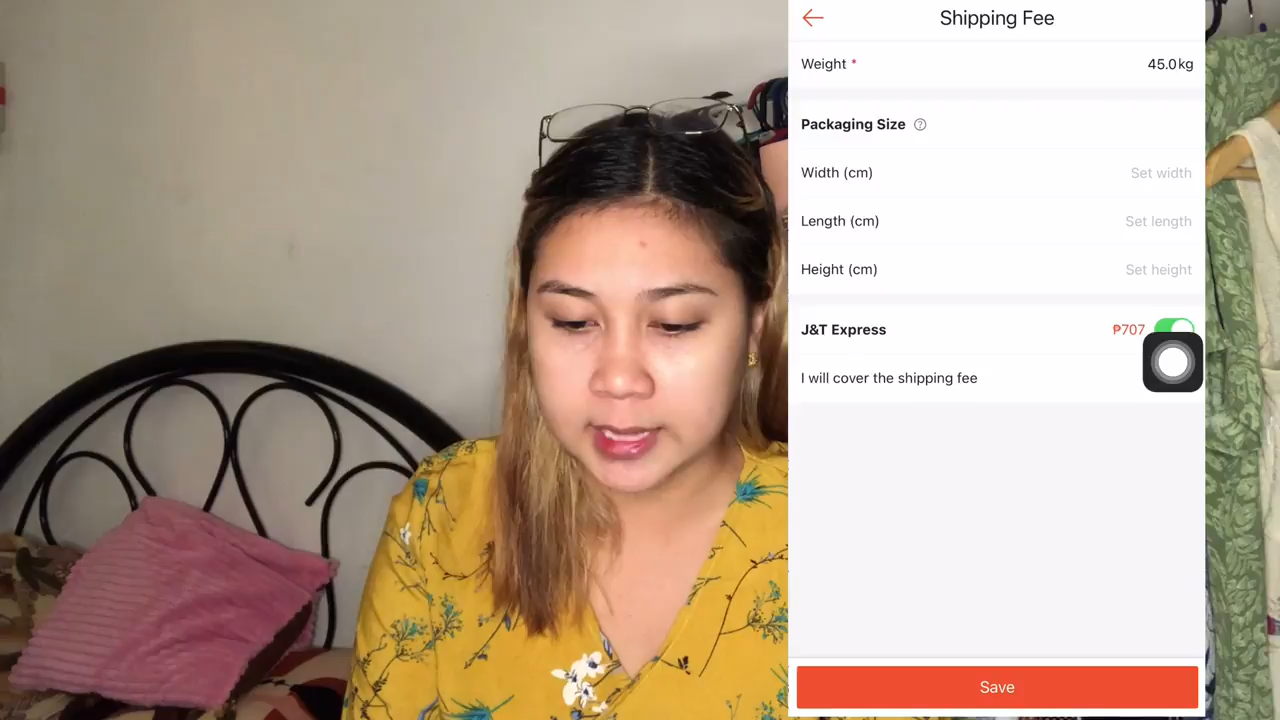 Shipping Fee
Weight * 45.0kg
Packaging Size ?
Width (cm) Set width
Length (cm) Set length
Height (cm) Set height
J&T Express ₱707
I will cover the shipping fee
Save